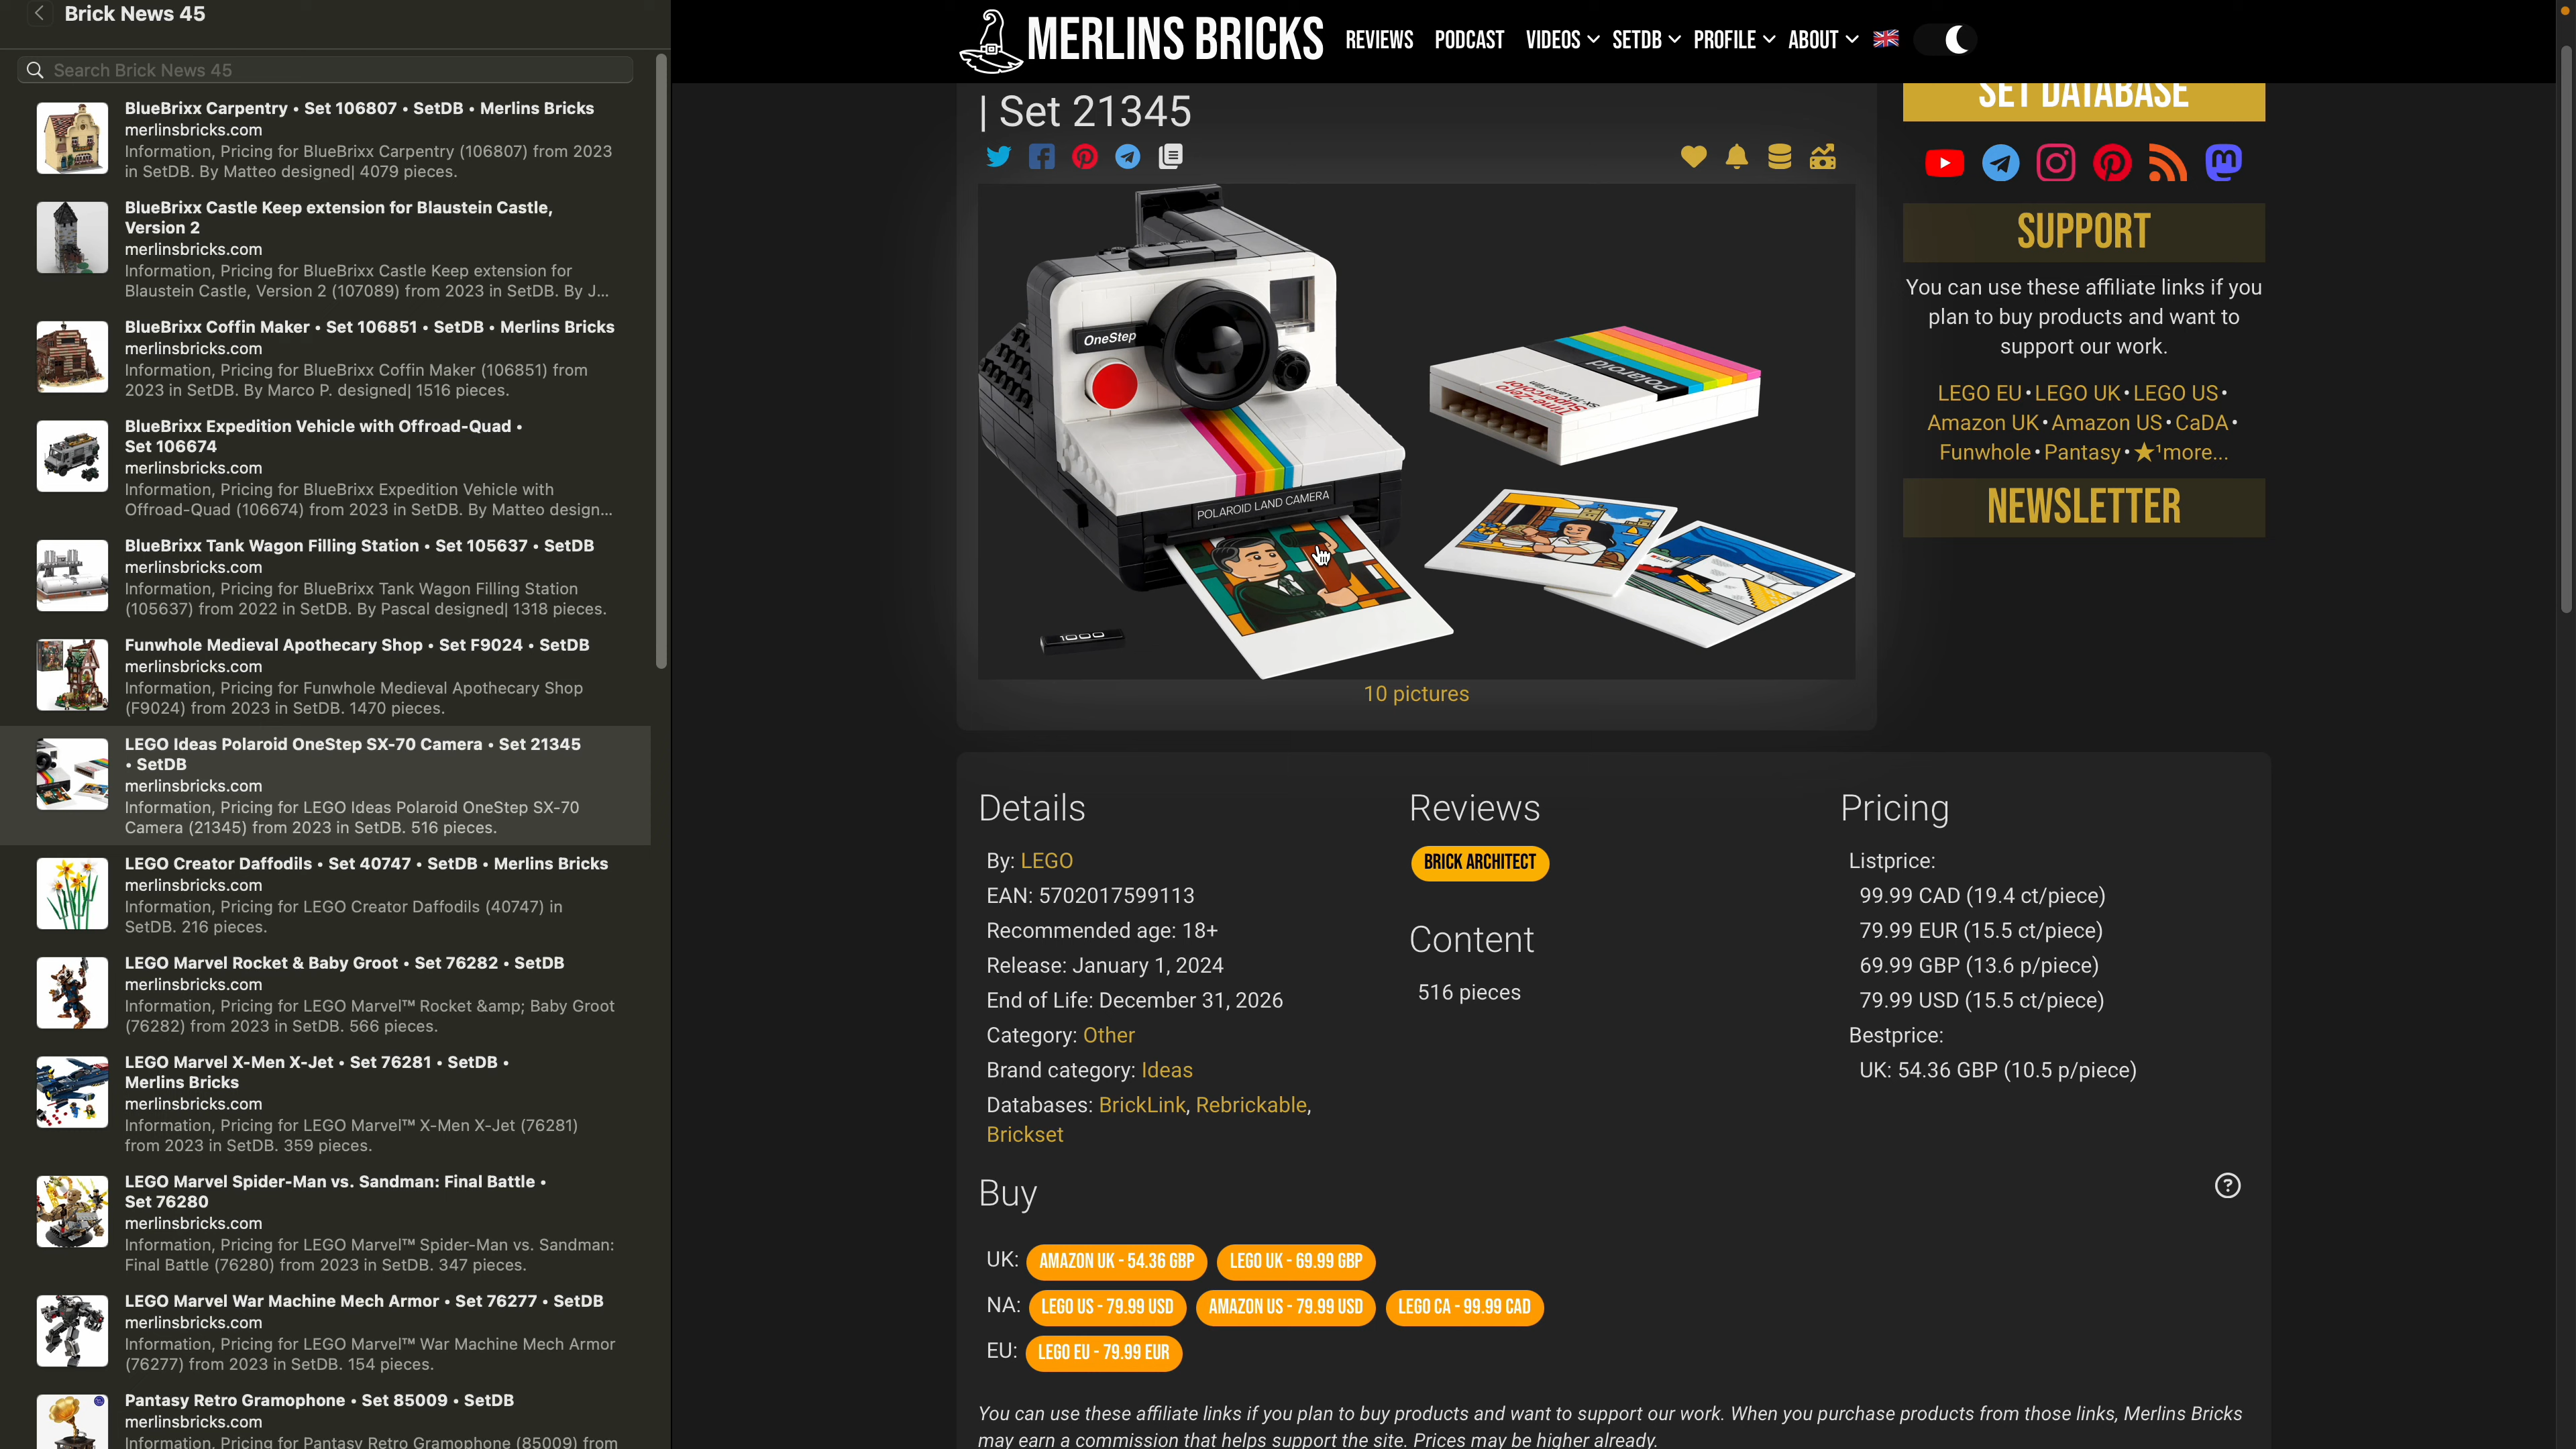 Brick News 45
Search Brick News 45
BlueBrixx Carpentry • Set 106807 • SetDB • Merlins Bricks
merlinsbricks.com
Information, Pricing for BlueBrixx Carpentry (106807) from 2023
in SetDB. By Matteo designed| 4079 pieces.
BlueBrixx Castle Keep extension for Blaustein Castle,
Version 2
merlinsbricks.com
Information, Pricing for BlueBrixx Castle Keep extension for
Blaustein Castle, Version 2 (107089) from 2023 in SetDB. By J...
BlueBrixx Coffin Maker • Set 106851 • SetDB • Merlins Bricks
merlinsbricks.com
Information, Pricing for BlueBrixx Coffin Maker (106851) from
2023 in SetDB. By Marco P. designed| 1516 pieces.
BlueBrixx Expedition Vehicle with Offroad-Quad •
Set 106674
merlinsbricks.com
Information, Pricing for BlueBrixx Expedition Vehicle with
Offroad-Quad (106674) from 2023 in SetDB. By Matteo design...
BlueBrixx Tank Wagon Filling Station • Set 105637 • SetDB
merlinsbricks.com
Information, Pricing for BlueBrixx Tank Wagon Filling Station
(105637) from 2022 in SetDB. By Pascal designed| 1318 pieces.
Funwhole Medieval Apothecary Shop • Set F9024 • SetDB
merlinsbricks.com
Information, Pricing for Funwhole Medieval Apothecary Shop
(F9024) from 2023 in SetDB. 1470 pieces.
LEGO Ideas Polaroid OneStep SX-70 Camera • Set 21345
• SetDB
merlinsbricks.com
Information, Pricing for LEGO Ideas Polaroid OneStep SX-70
Camera (21345) from 2023 in SetDB. 516 pieces.
LEGO Creator Daffodils • Set 40747 • SetDB • Merlins Bricks
merlinsbricks.com
Information, Pricing for LEGO Creator Daffodils (40747) in
SetDB. 216 pieces.
LEGO Marvel Rocket & Baby Groot • Set 76282 • SetDB
merlinsbricks.com
Information, Pricing for LEGO Marvel™ Rocket &amp; Baby Groot
(76282) from 2023 in SetDB. 566 pieces.
LEGO Marvel X-Men X-Jet • Set 76281 • SetDB •
Merlins Bricks
merlinsbricks.com
Information, Pricing for LEGO Marvel™ X-Men X-Jet (76281)
from 2023 in SetDB. 359 pieces.
LEGO Marvel Spider-Man vs. Sandman: Final Battle •
Set 76280
merlinsbricks.com
Information, Pricing for LEGO Marvel™ Spider-Man vs. Sandman:
Final Battle (76280) from 2023 in SetDB. 347 pieces.
LEGO Marvel War Machine Mech Armor • Set 76277 • SetDB
merlinsbricks.com
Information, Pricing for LEGO Marvel™ War Machine Mech Armor
(76277) from 2023 in SetDB. 154 pieces.
Pantasy Retro Gramophone • Set 85009 • SetDB
merlinsbricks.com
Information, Pricing for Pantasy Retro Gramophone (85009) from
MERLINS BRICKS REVIEWS PODCAST VIDEOS SETDB PROFILE ABOUT
| Set 21345
OneStep
POLAROID LAND CAMERA
1000
Polaroid
Time-Zero
Supercolor
SX-70 Land Film
10 pictures
SET DATABASE
SUPPORT
You can use these affiliate links if you
plan to buy products and want to
support our work.
LEGO EU • LEGO UK • LEGO US •
Amazon UK • Amazon US • CaDA •
Funwhole • Pantasy • ★¹more...
NEWSLETTER
Details
By: LEGO
EAN: 5702017599113
Recommended age: 18+
Release: January 1, 2024
End of Life: December 31, 2026
Category: Other
Brand category: Ideas
Databases: BrickLink, Rebrickable,
Brickset
Reviews
BRICK ARCHITECT
Content
516 pieces
Pricing
Listprice:
99.99 CAD (19.4 ct/piece)
79.99 EUR (15.5 ct/piece)
69.99 GBP (13.6 p/piece)
79.99 USD (15.5 ct/piece)
Bestprice:
UK: 54.36 GBP (10.5 p/piece)
Buy
?
UK: AMAZON UK - 54.36 GBP LEGO UK - 69.99 GBP
NA: LEGO US - 79.99 USD AMAZON US - 79.99 USD LEGO CA - 99.99 CAD
EU: LEGO EU - 79.99 EUR
You can use these affiliate links if you plan to buy products and want to support our work. When you purchase products from those links, Merlins Bricks
may earn a commission that helps support the site. Prices may be higher already.